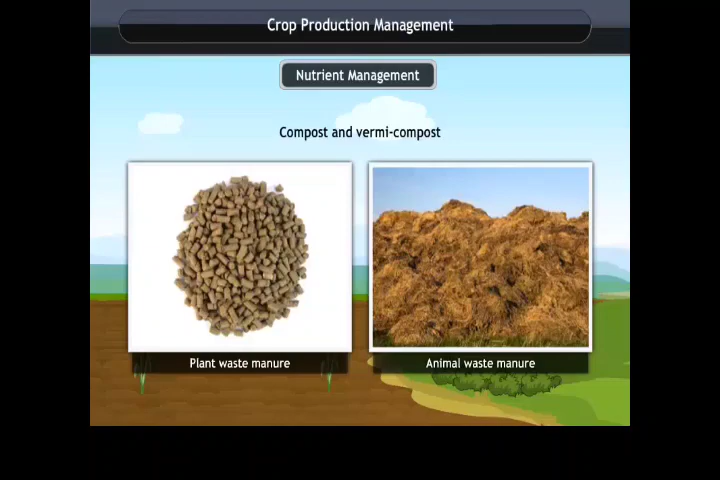 Crop Production Management
Nutrient Management
Compost and vermi-compost
Plant waste manure
Animal waste manure